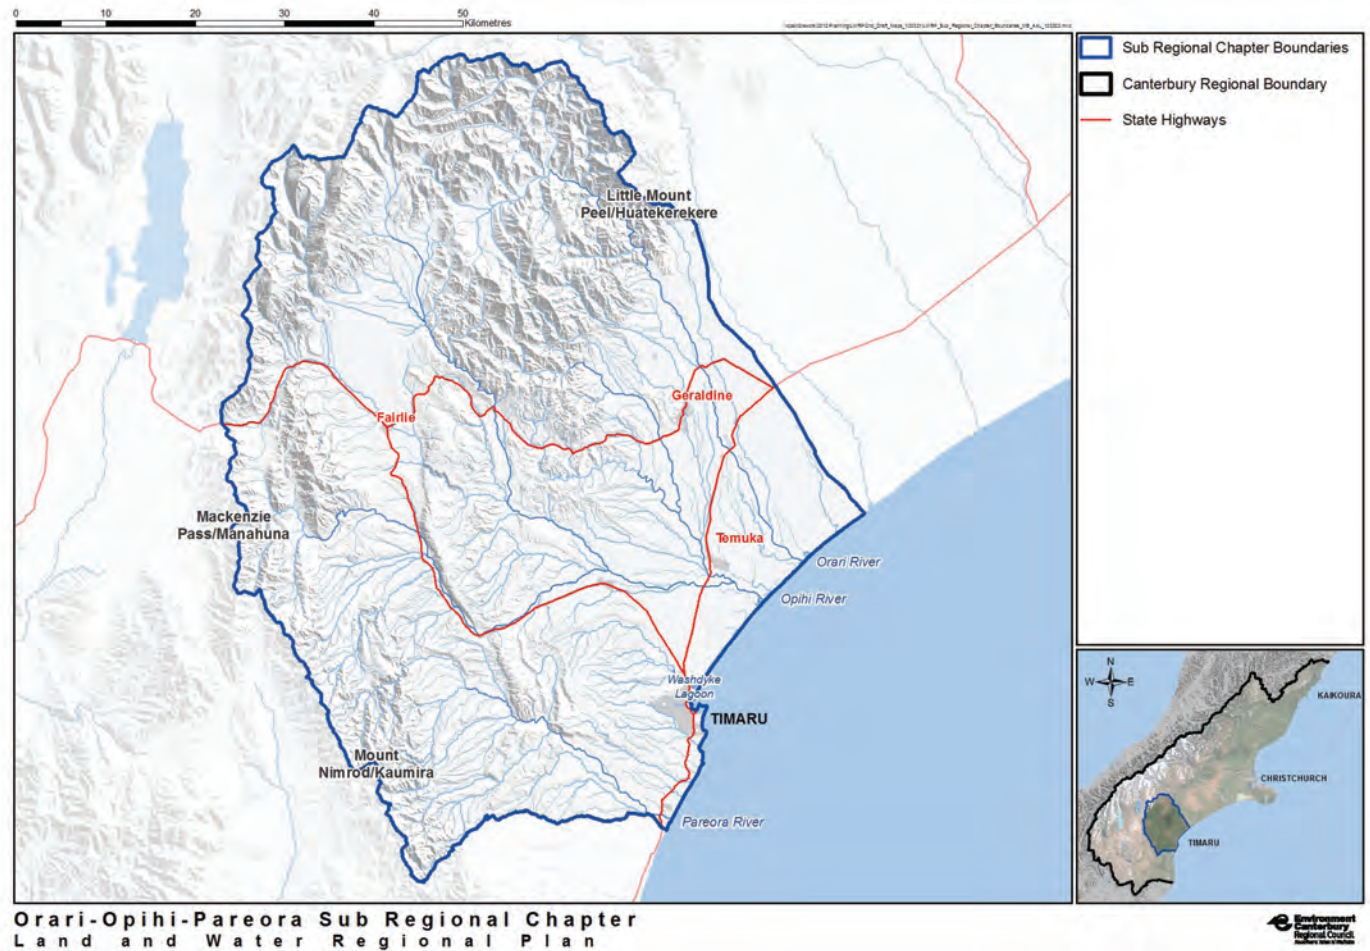 0 10 20 30 40 50
Kilometres
Sub Regional Chapter Boundaries
Canterbury Regional Boundary
State Highways
Little Mount
Peel/Huatekerekere
Geraldine
Fairlie
Mackenzie
Pass/Manahuna
Temuka
Orari River
Opihi River
Washdyke
Lagoon
TIMARU
Mount
Nimrod/Kaumira
Pareora River
N
W E
S
KAIKOURA
CHRISTCHURCH
TIMARU
Orari-Opihi-Pareora Sub Regional Chapter
Land and Water Regional Plan
Environment
Canterbury
Regional Council